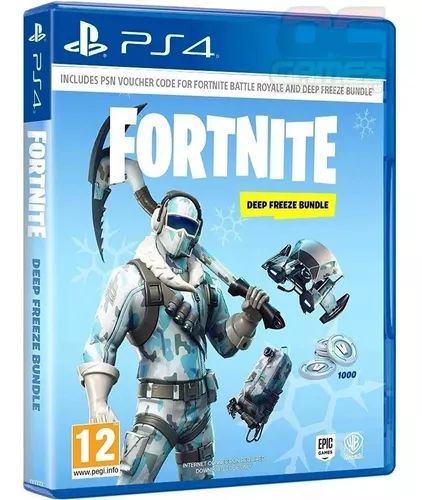 PS4
INCLUDES PSN VOUCHER CODE FOR FORTNITE BATTLE ROYALE AND DEEP FREEZE BUNDLE
FORTNITE
DEEP FREEZE BUNDLE
1000
12
www.pegi.info
EPIC
GAMES
PS4
FORTNITE
DEEP FREEZE BUNDLE
GAMES